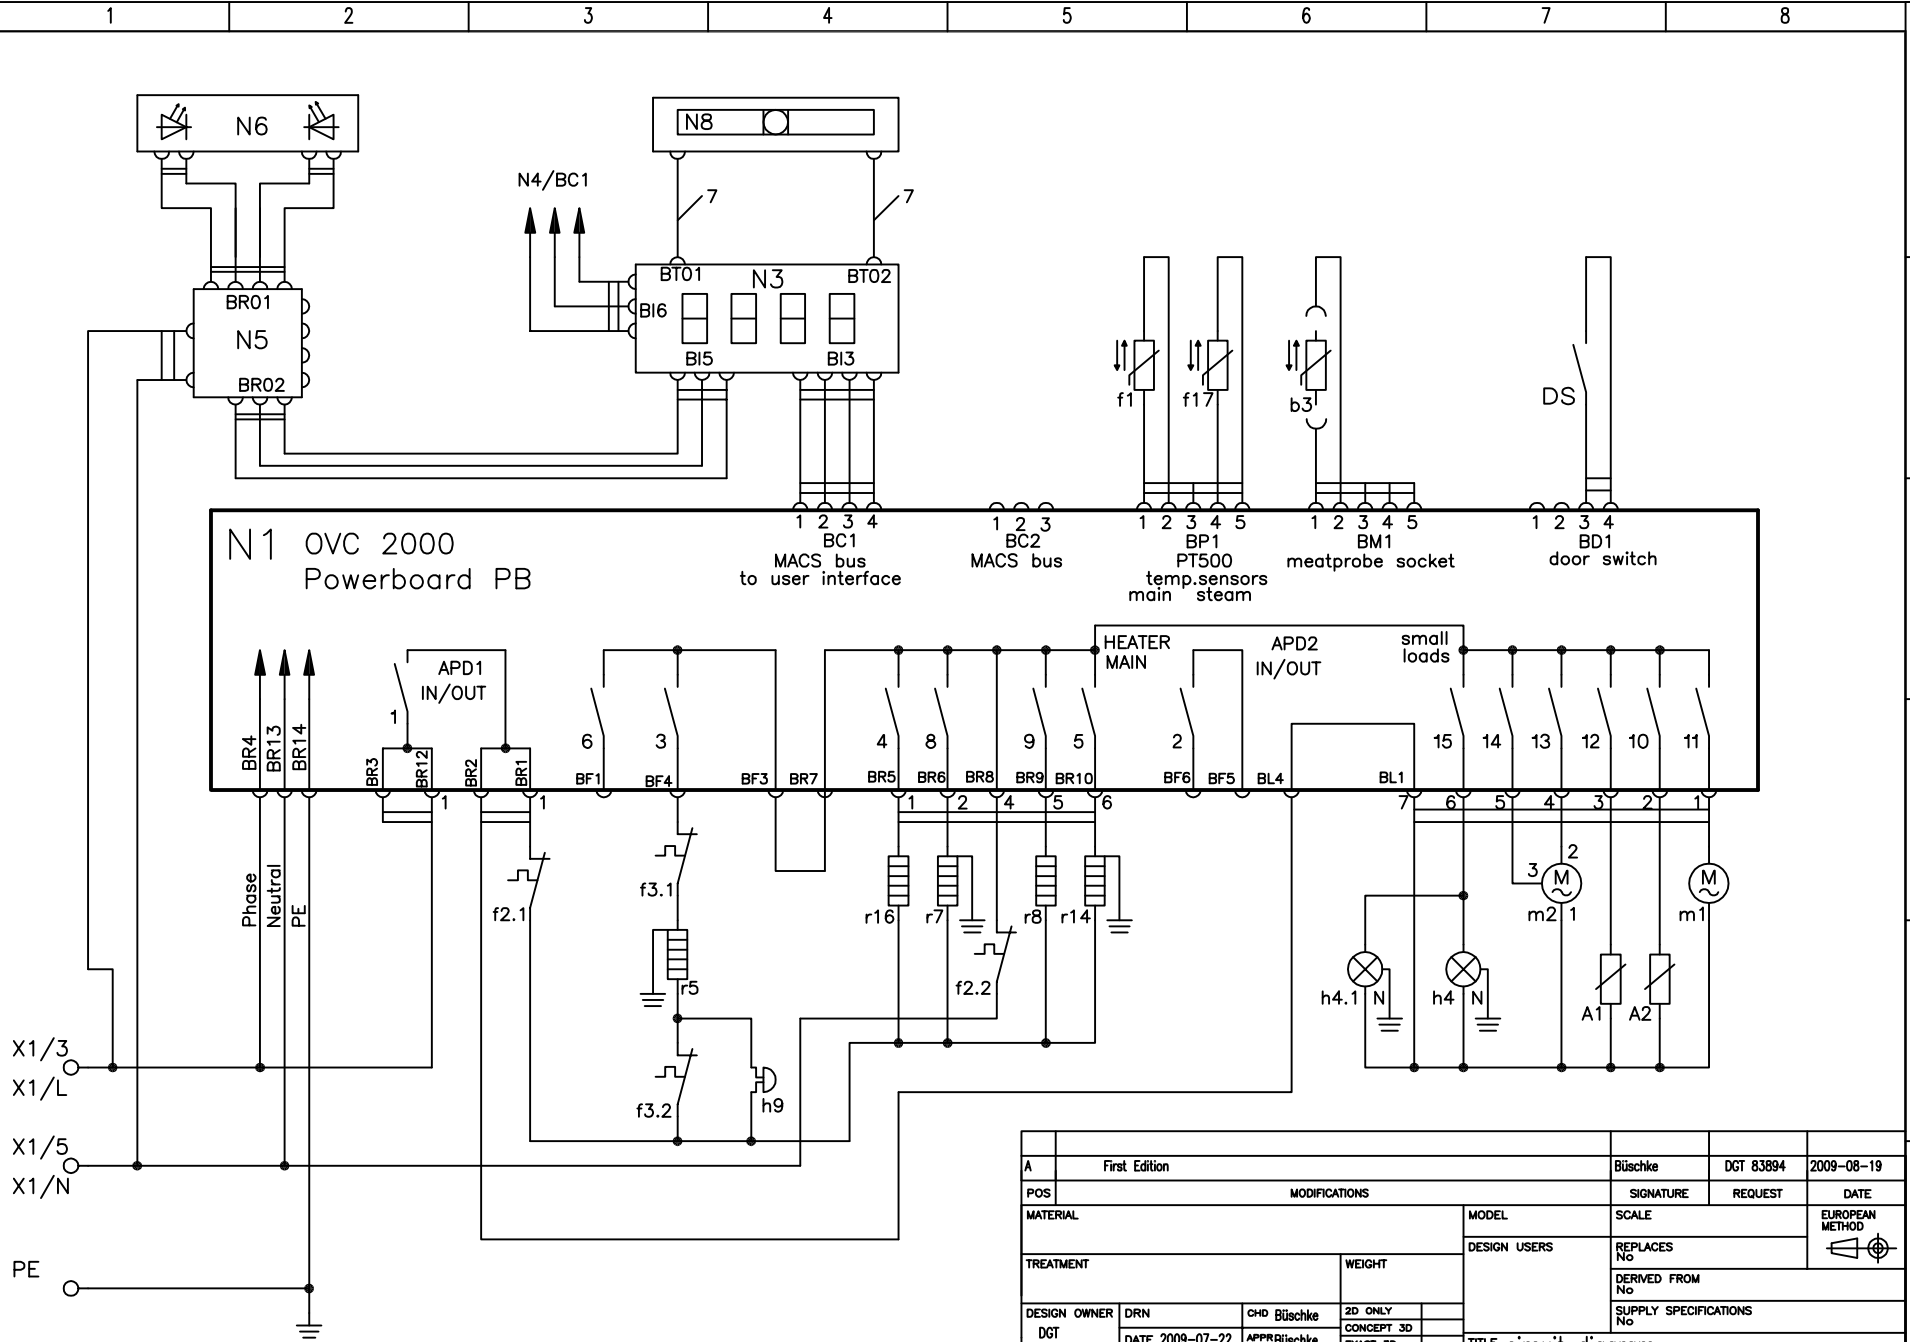 1 2 3 4 5 6 7 8
N6
N8
N4/BC1
7 7
BT01 N3 BT02
BR01
BI6
N5
BI5 BI3
BR02
f1 f17 b3 DS
1 2 3 4 1 2 3 1 2 3 4 5 1 2 3 4 5 1 2 3 4
N1 OVC 2000
Powerboard PB
BC1
MACS bus
to user interface
BC2
MACS bus
BP1
PT500
temp.sensors
main steam
BM1
meatprobe socket
BD1
door switch
HEATER
MAIN
APD2
IN/OUT
small
loads
APD1
IN/OUT
1
6 3 4 8 9 5 2 15 14 13 12 10 11
BR4 BR13 BR14 BR3 BR12 BR2 BR1 BF1 BF4 BF3 BR7 BR5 BR6 BR8 BR9 BR10 BF6 BF5 BL4 BL1
1 1 1 2 4 5 6 7 6 5 4 3 2 1
Phase Neutral PE
f2.1
f3.1
r16 r7 r8 r14
2
3 M
m2 1
M
m1
r5
f2.2
h4.1 N h4 N
A1 A2
X1/3
X1/L
f3.2
h9
X1/5
X1/N
PE
A First Edition Büschke DGT 83894 2009-08-19
POS MODIFICATIONS SIGNATURE REQUEST DATE
MATERIAL MODEL SCALE EUROPEAN
METHOD
DESIGN USERS REPLACES
No
TREATMENT WEIGHT
DERIVED FROM
No
DESIGN OWNER DRN CHD Büschke 2D ONLY SUPPLY SPECIFICATIONS
No
DGT CONCEPT 3D
DATE 2009-07-22 APPR Büschke
TITLE circuit diagram